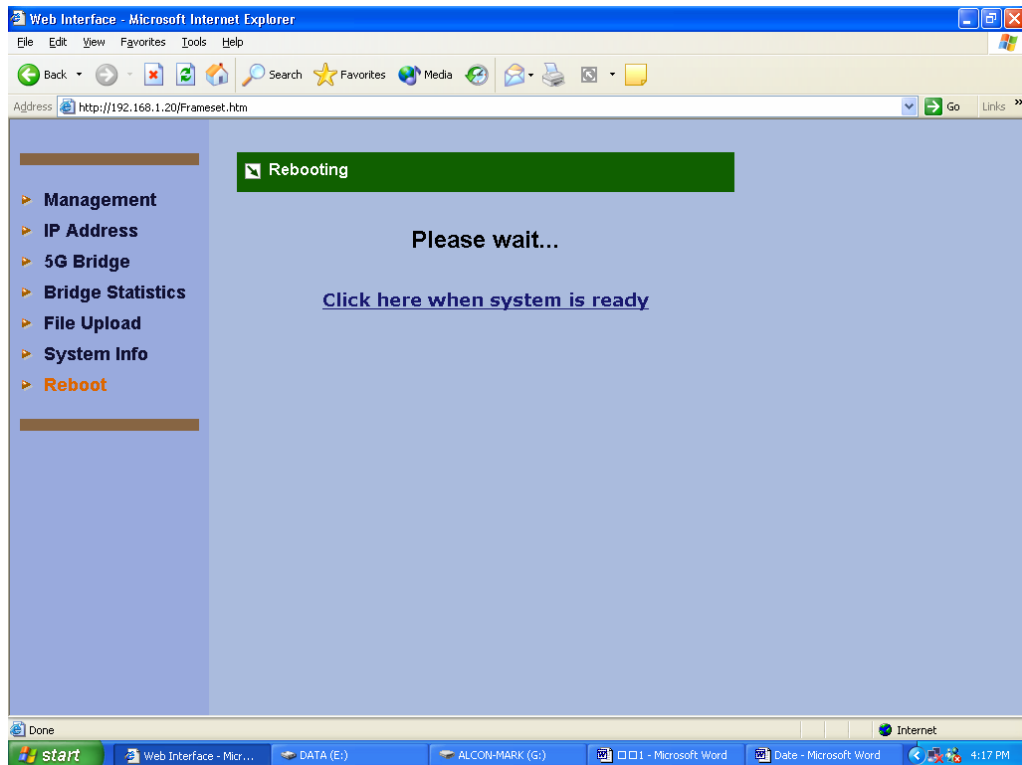 Web Interface - Microsoft Internet Explorer
File Edit View Favorites Tools Help
Back Search Favorites Media
Address http://192.168.1.20/Frameset.htm Go Links »
Rebooting
Management
IP Address
5G Bridge
Bridge Statistics
File Upload
System Info
Reboot
Please wait...
Click here when system is ready
Done Internet
start Web Interface - Micr... DATA (E:) ALCON-MARK (G:) □□1 - Microsoft Word Date - Microsoft Word 4:17 PM